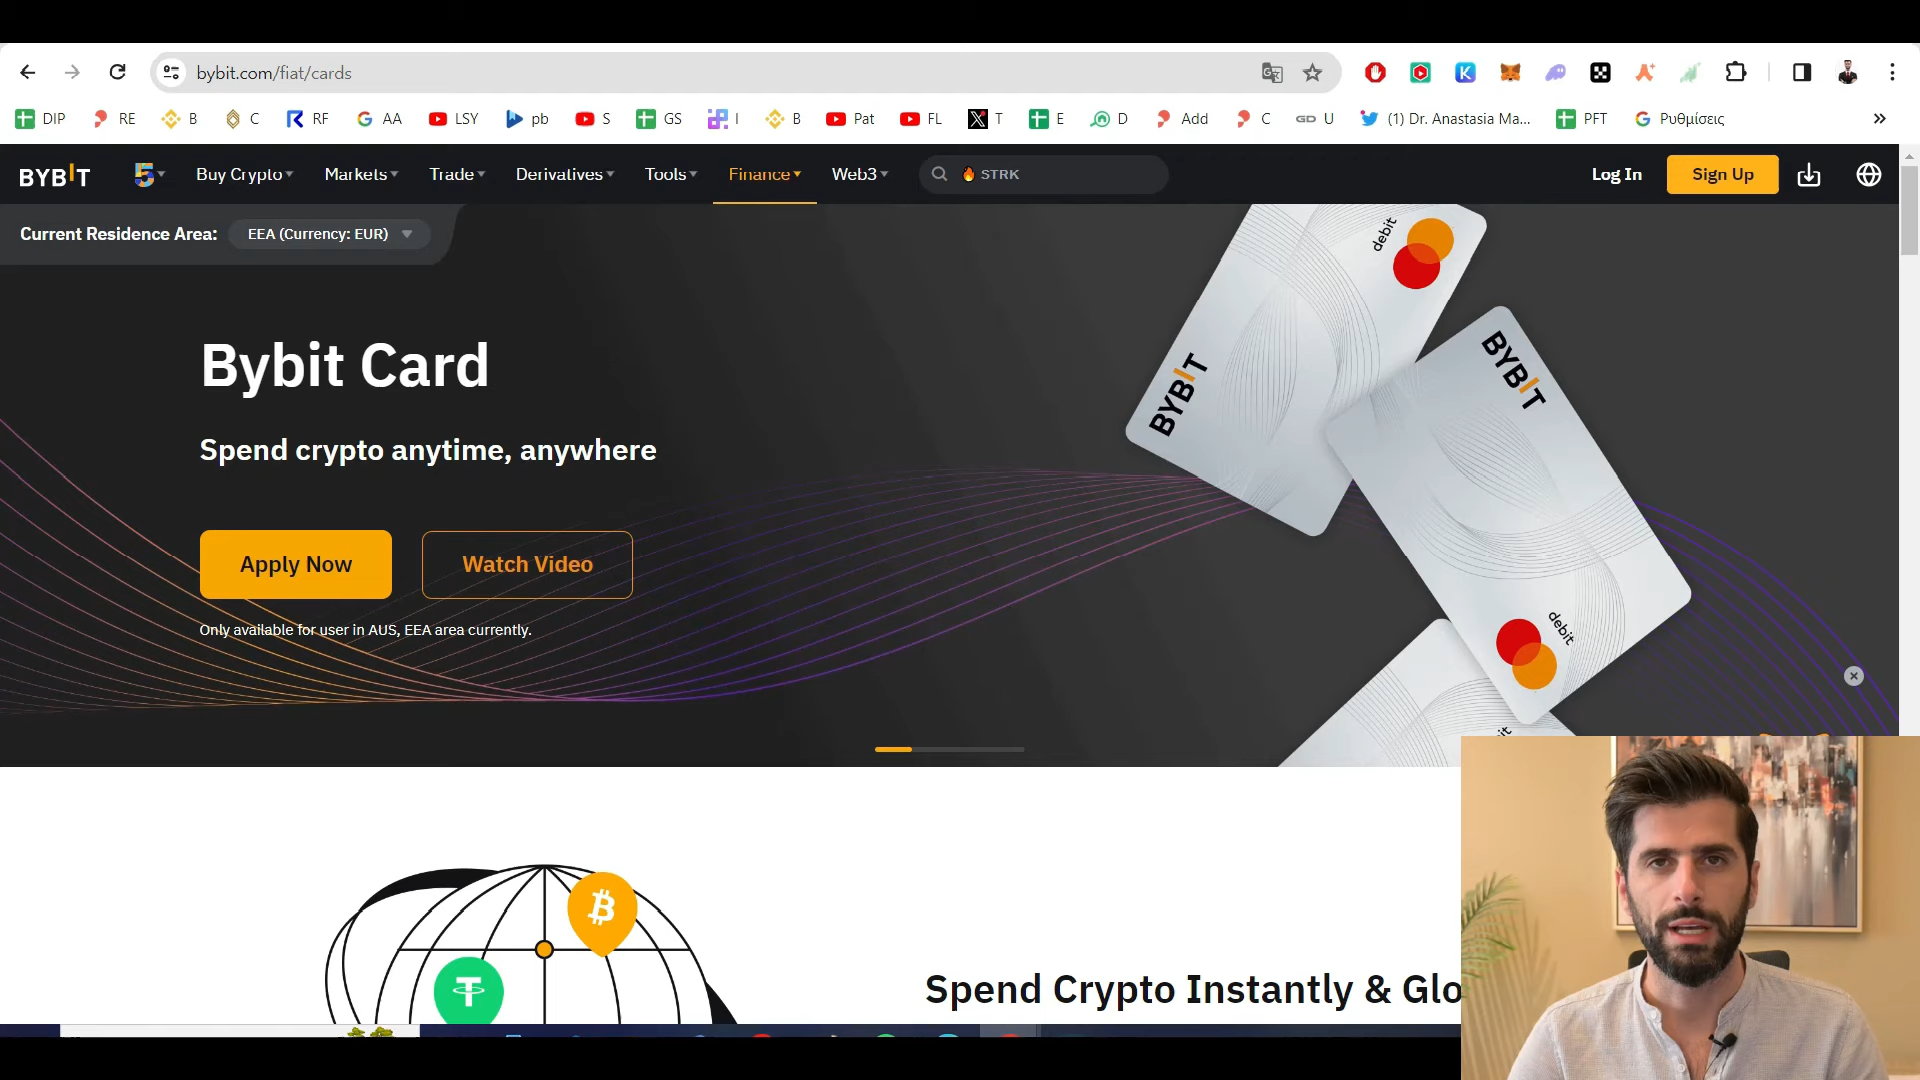 bybit.com/fiat/cards
DIP RE B C RF AA LSY pb S GS I B Pat FL T E D Add C U (1) Dr. Anastasia Ma... PFT Ρυθμίσεις »
BYBIT 5 Buy Crypto Markets Trade Derivatives Tools Finance Web3 STRK Log In Sign Up
Current Residence Area: EEA (Currency: EUR)
debit
BYBIT
BYBIT
Bybit Card
Spend crypto anytime, anywhere
Apply Now Watch Video
Only available for user in AUS, EEA area currently.
debit
Spend Crypto Instantly & Glo